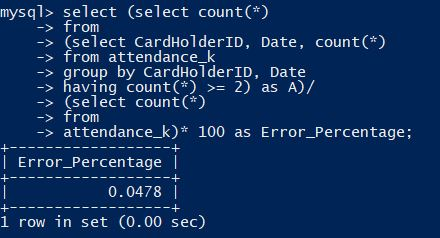 mysql> select (select count(*)
    -> from
    -> (select CardHolderID, Date, count(*)
    -> from attendance_k
    -> group by CardHolderID, Date
    -> having count(*) >= 2) as A)/
    -> (select count(*)
    -> from
    -> attendance_k)* 100 as Error_Percentage;
+------------------+
| Error_Percentage |
+------------------+
|           0.0478 |
+------------------+
1 row in set (0.00 sec)